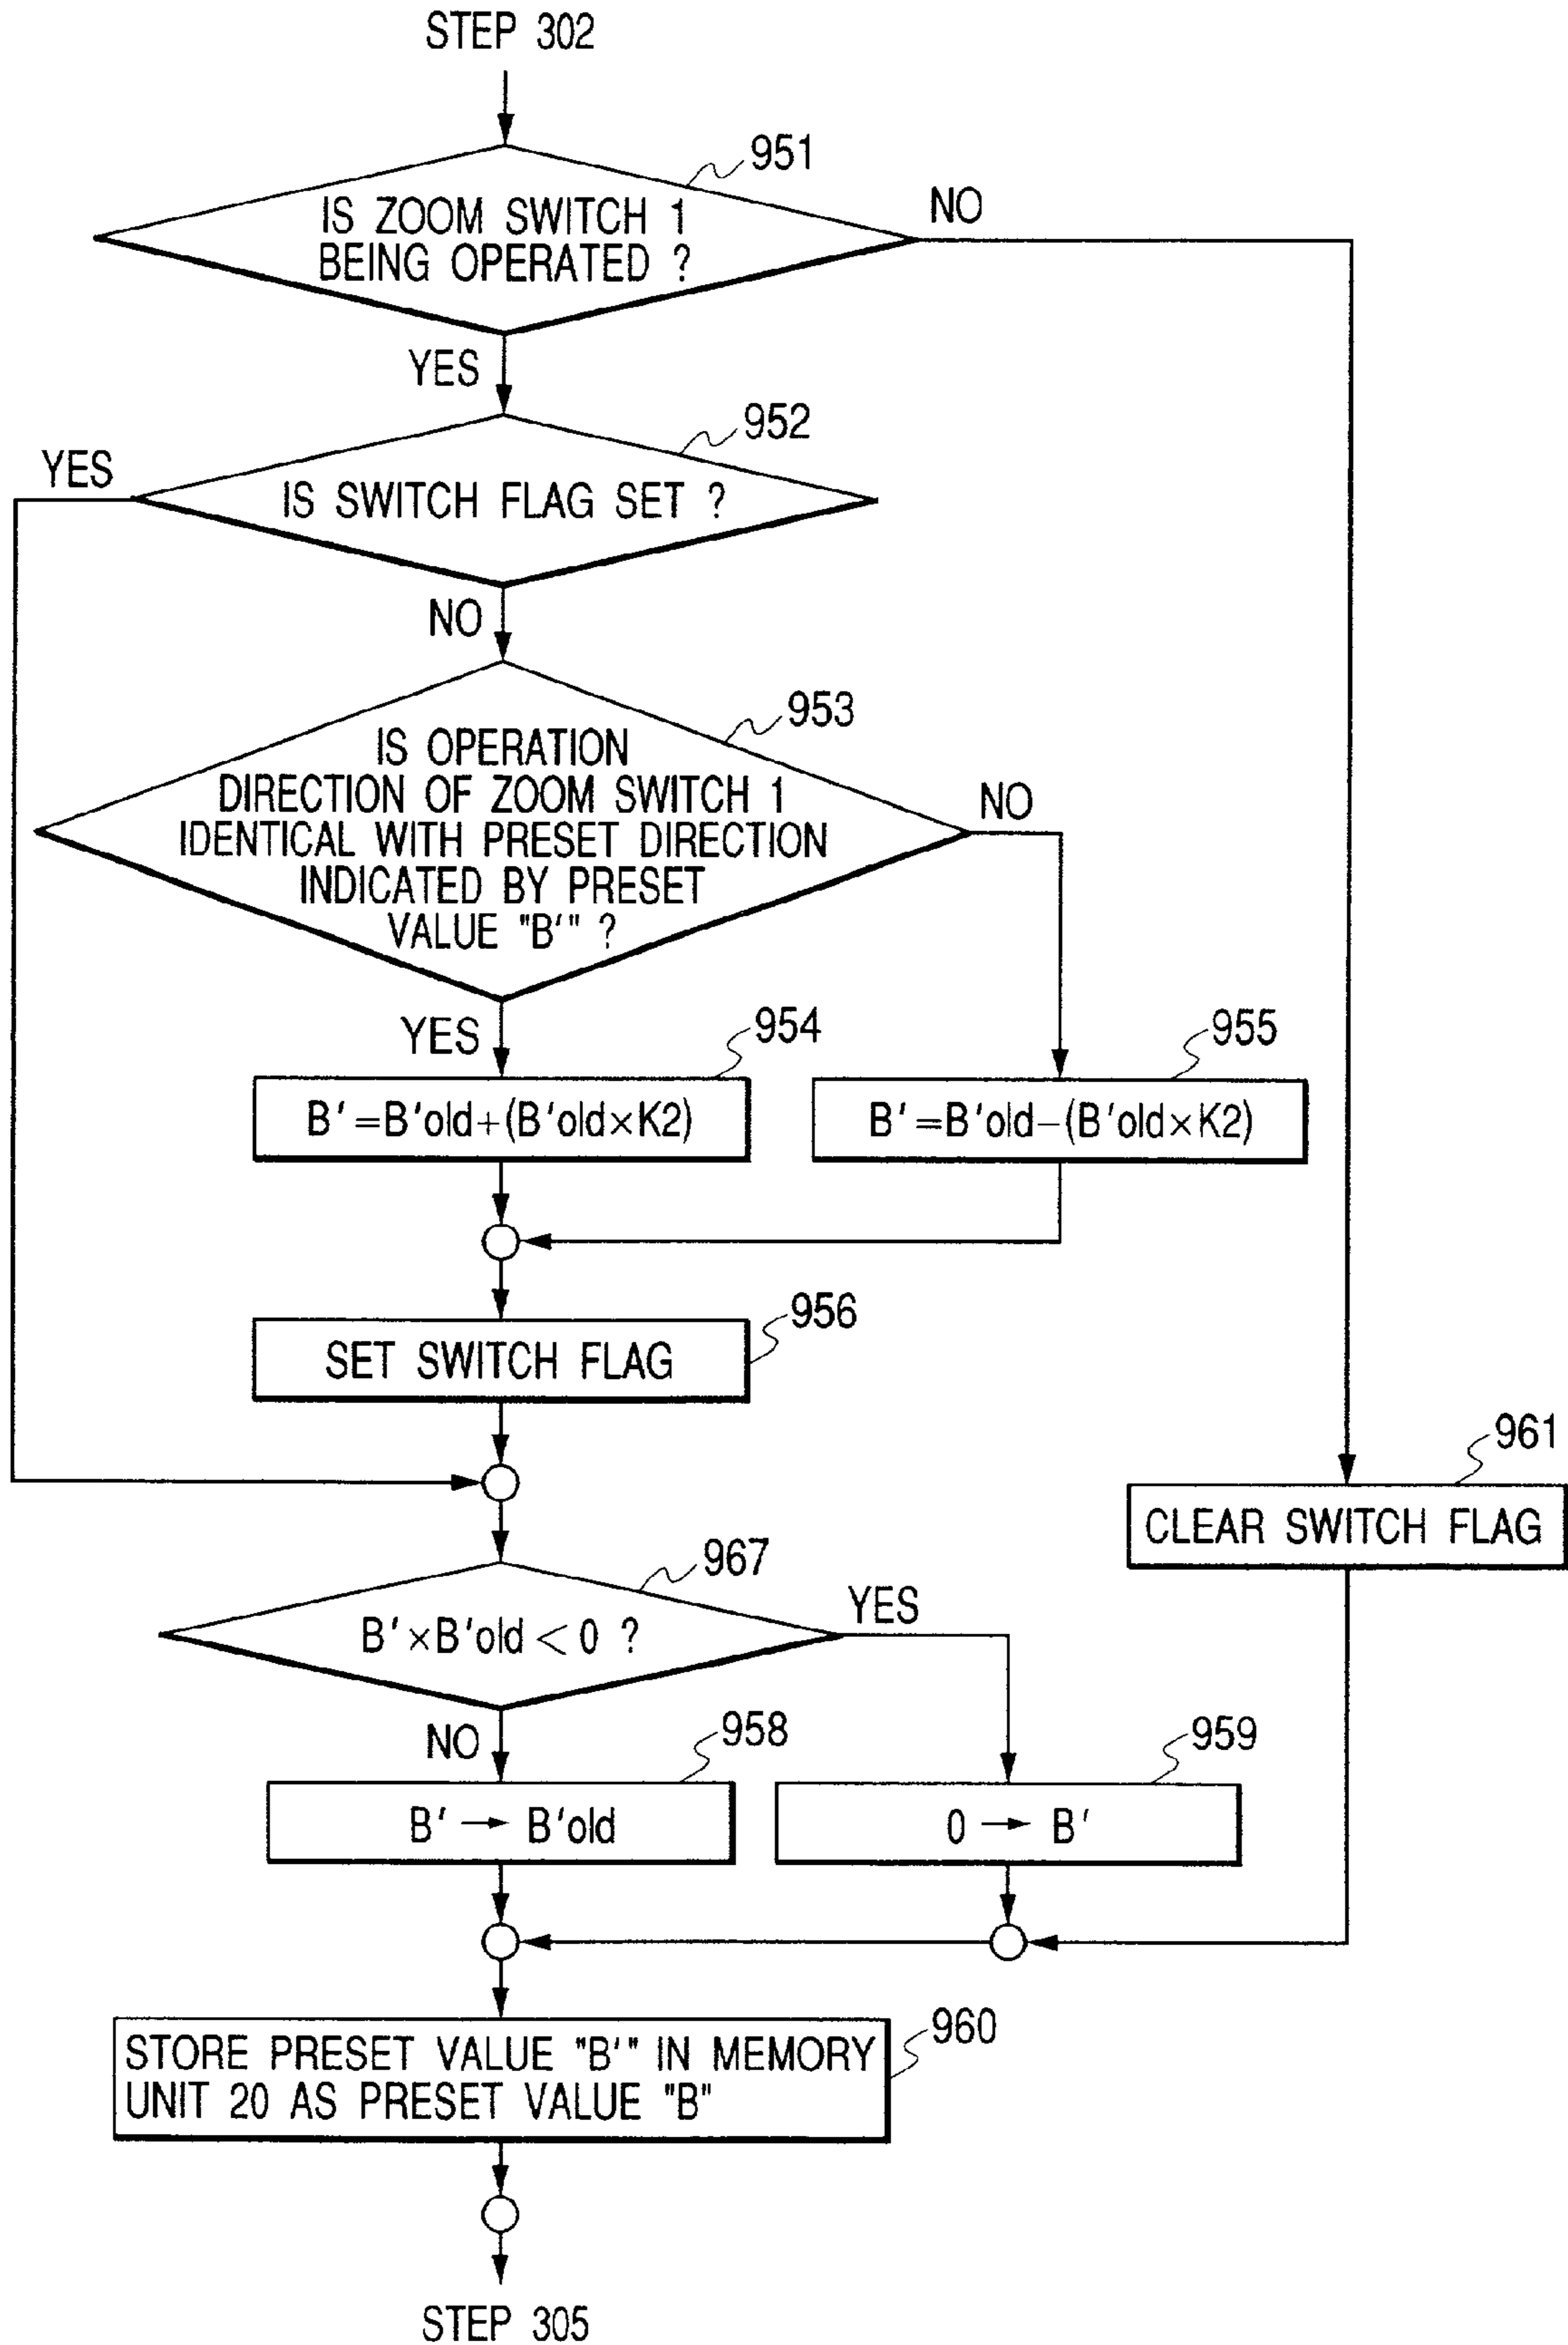 STEP 302
951
IS ZOOM SWITCH 1
BEING OPERATED ?
NO
YES
952
YES
IS SWITCH FLAG SET ?
NO
953
IS OPERATION
DIRECTION OF ZOOM SWITCH 1
IDENTICAL WITH PRESET DIRECTION
INDICATED BY PRESET
VALUE "B'" ?
NO
YES
954
955
B'=B'old+(B'old×K2)
B'=B'old−(B'old×K2)
956
SET SWITCH FLAG
961
CLEAR SWITCH FLAG
967
B'×B'old<0 ?
YES
NO
958
959
B' → B'old
0 → B'
960
STORE PRESET VALUE "B'" IN MEMORY
UNIT 20 AS PRESET VALUE "B"
STEP 305